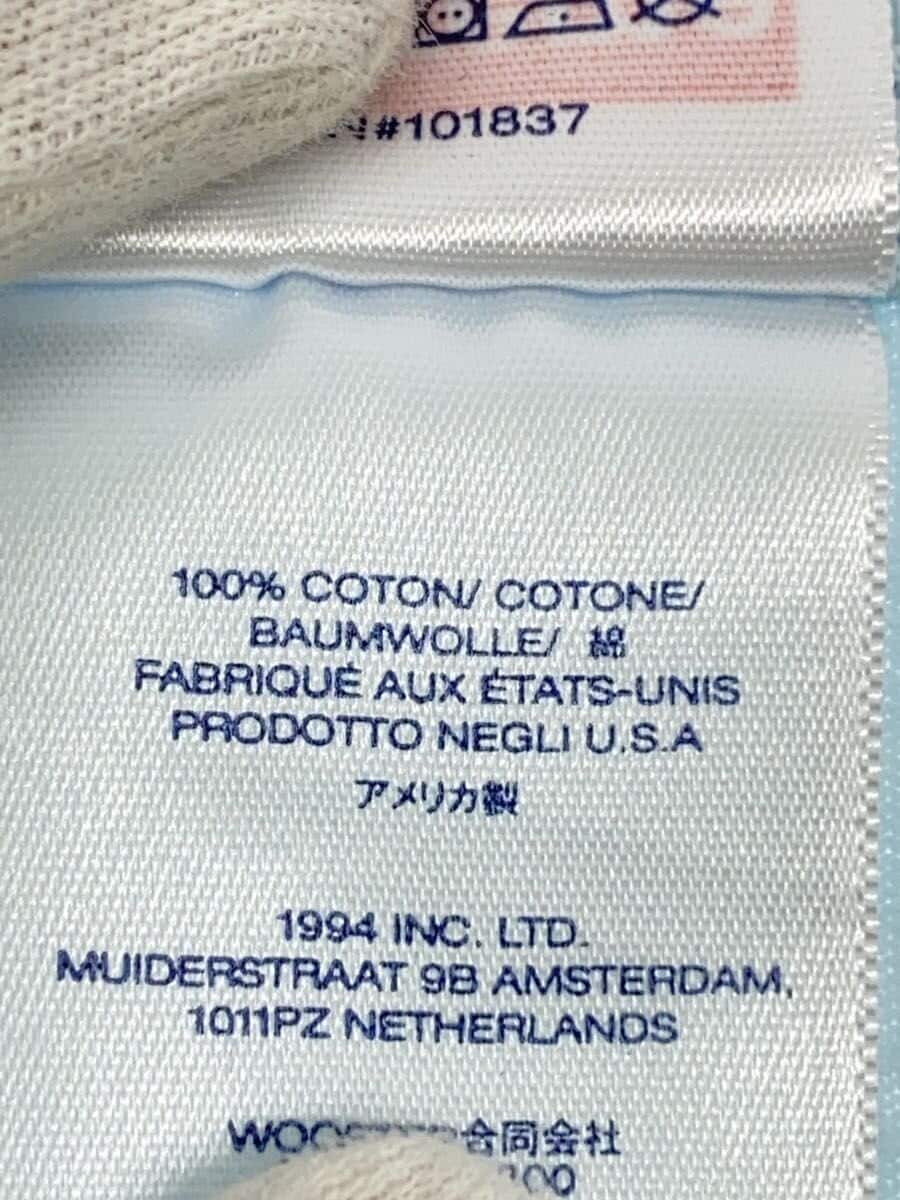 #101837
100% COTON/ COTONE/
BAUMWOLLE/ 綿
FABRIQUÉ AUX ÉTATS-UNIS
PRODOTTO NEGLI U.S.A
アメリカ製
1994 INC. LTD.
MUIDERSTRAAT 9B AMSTERDAM,
1011PZ NETHERLANDS
合同会社